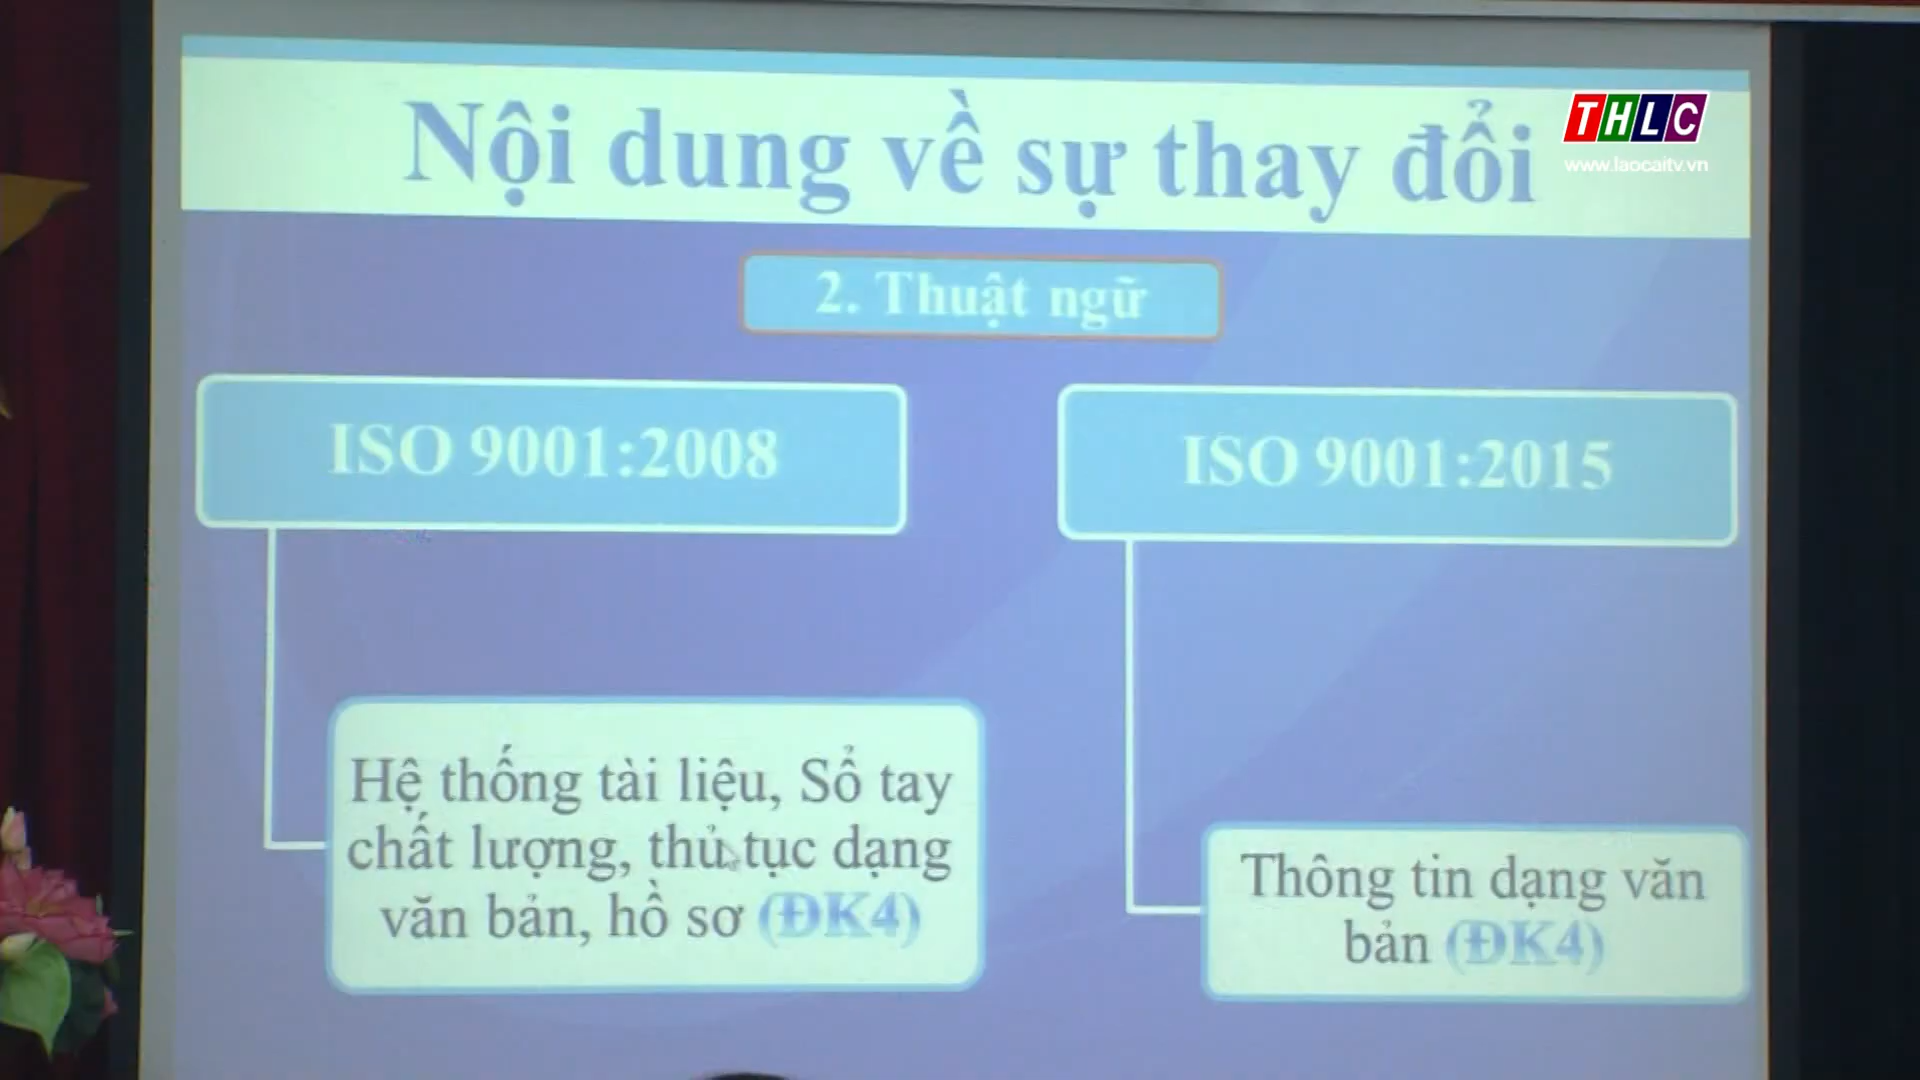 Nội dung về sự thay đổi
THLC
www.laocaitv.vn
2. Thuật ngữ
ISO 9001:2008
ISO 9001:2015
Hệ thống tài liệu, Sổ tay
chất lượng, thủ tục dạng
văn bản, hồ sơ (ĐK4)
Thông tin dạng văn
bản (ĐK4)